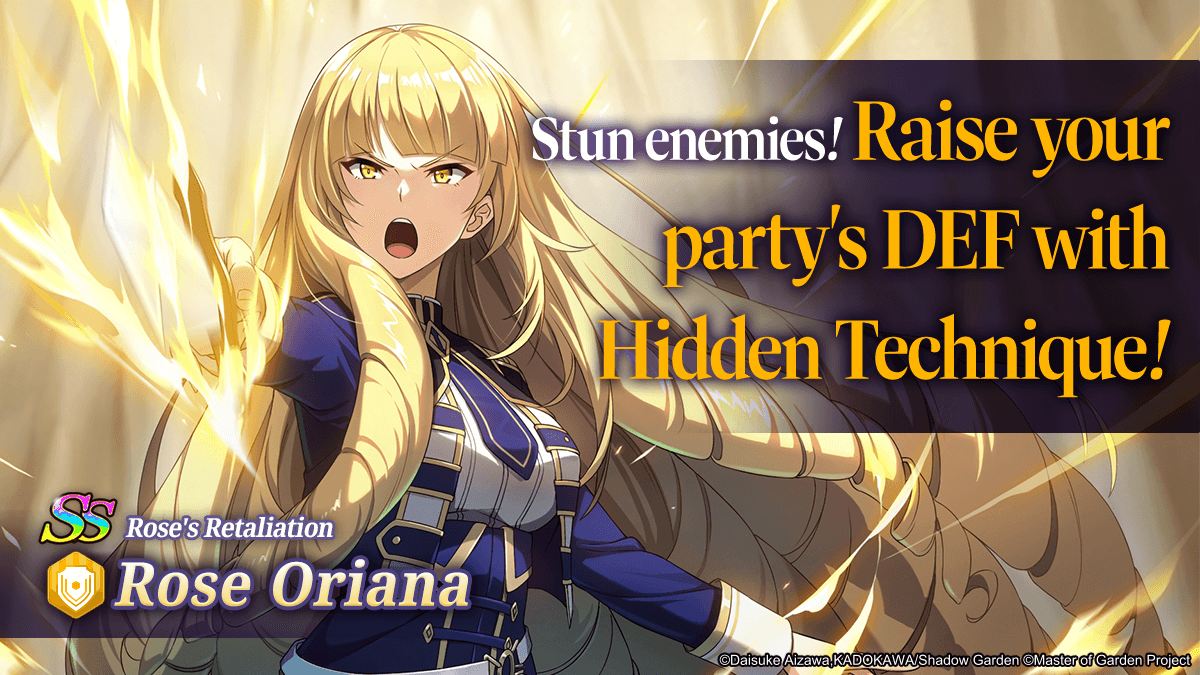 Stun enemies! Raise your
party's DEF with
Hidden Technique!
SS Rose's Retaliation
Rose Oriana
©Daisuke Aizawa,KADOKAWA/Shadow Garden ©Master of Garden Project